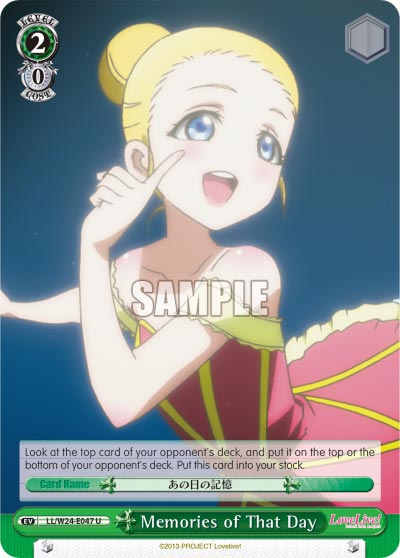 LEVEL
2
0
COST
SAMPLE
Look at the top card of your opponent's deck, and put it on the top or the
bottom of your opponent's deck. Put this card into your stock.
Card Name あの日の記憶
EV LL/W24-E047 U Memories of That Day LoveLive!
©2013 PROJECT Lovelive!